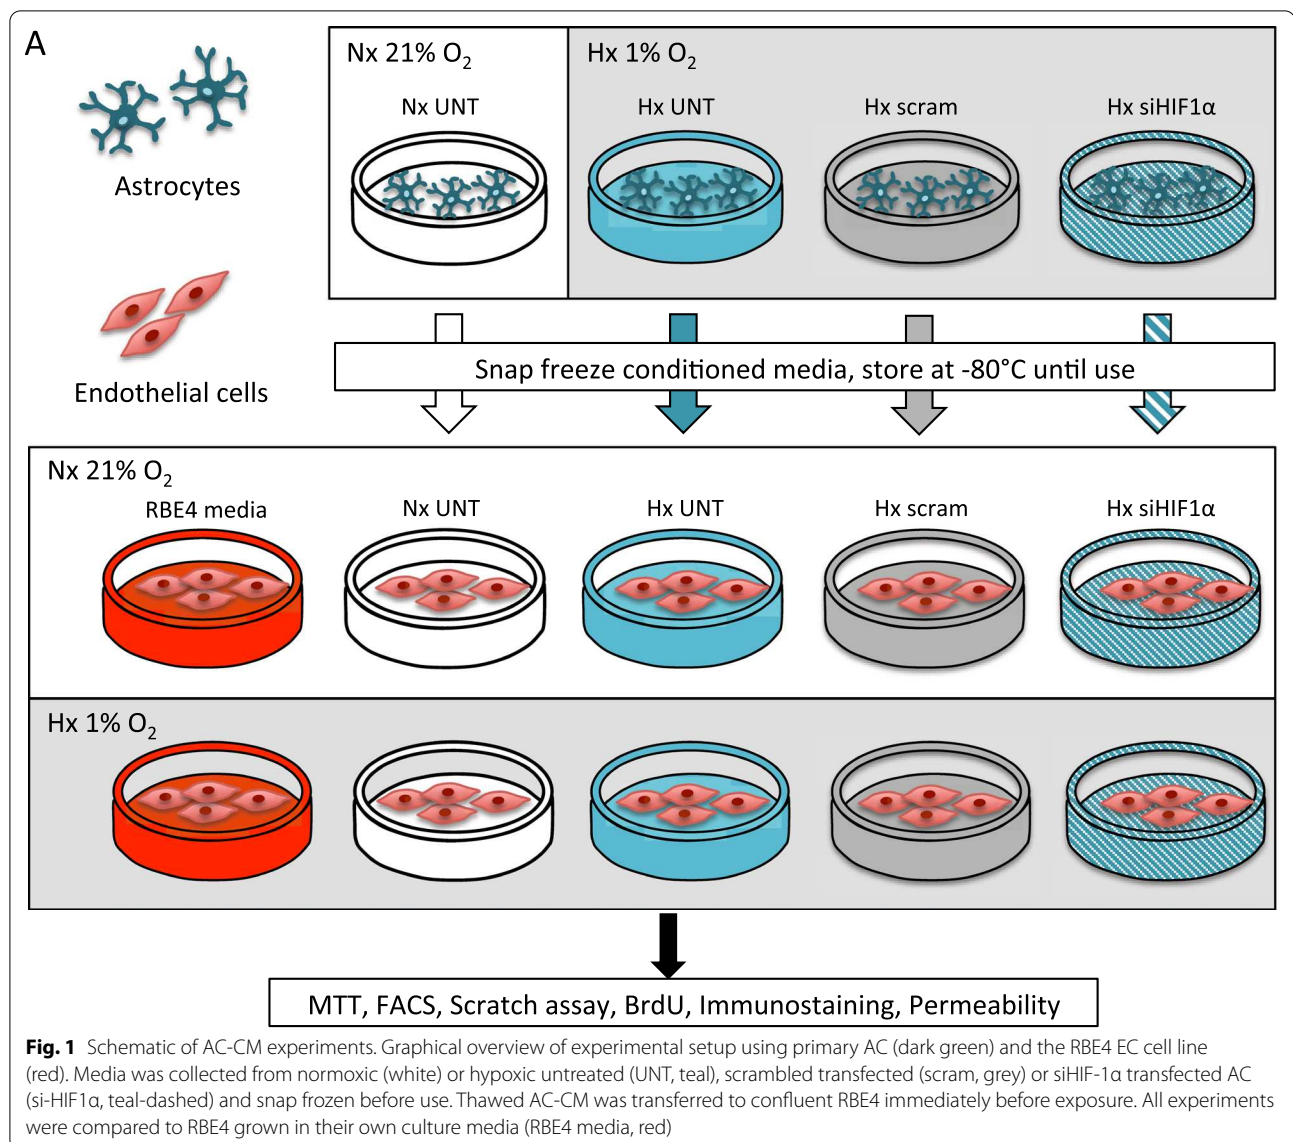 A
Astrocytes
Endothelial cells
Nx 21% O2
Hx 1% O2
Nx UNT
Hx UNT
Hx scram
Hx siHIF1α
Snap freeze conditioned media, store at -80°C until use
Nx 21% O2
RBE4 media
Nx UNT
Hx UNT
Hx scram
Hx siHIF1α
Hx 1% O2
MTT, FACS, Scratch assay, BrdU, Immunostaining, Permeability
Fig. 1 Schematic of AC-CM experiments. Graphical overview of experimental setup using primary AC (dark green) and the RBE4 EC cell line
(red). Media was collected from normoxic (white) or hypoxic untreated (UNT, teal), scrambled transfected (scram, grey) or siHIF-1α transfected AC
(si-HIF1α, teal-dashed) and snap frozen before use. Thawed AC-CM was transferred to confluent RBE4 immediately before exposure. All experiments
were compared to RBE4 grown in their own culture media (RBE4 media, red)